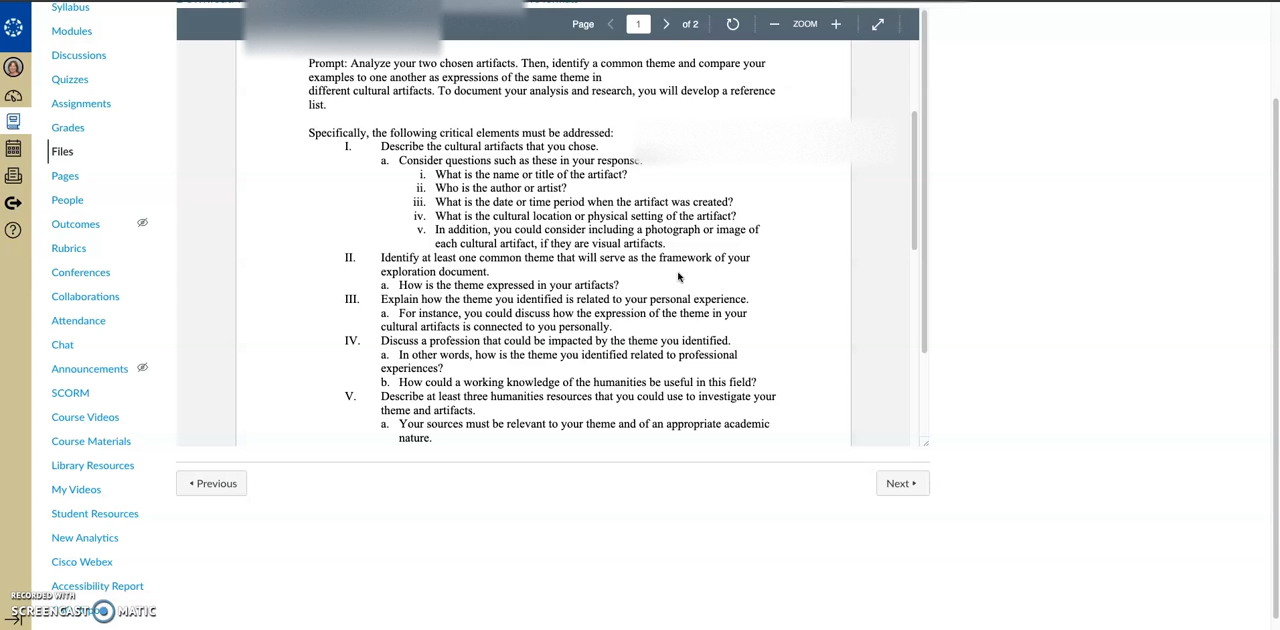 Syllabus
Modules
Discussions
Quizzes
Assignments
Grades
Files
Pages
People
Outcomes
Rubrics
Conferences
Collaborations
Attendance
Chat
Announcements
SCORM
Course Videos
Course Materials
Library Resources
My Videos
Student Resources
New Analytics
Cisco Webex
Accessibility Report
RECORDED WITH
SCREENCAST MATIC
Page 1 of 2 ZOOM
Prompt: Analyze your two chosen artifacts. Then, identify a common theme and compare your
examples to one another as expressions of the same theme in
different cultural artifacts. To document your analysis and research, you will develop a reference
list.
Specifically, the following critical elements must be addressed:
I. Describe the cultural artifacts that you chose.
a. Consider questions such as these in your response.
i. What is the name or title of the artifact?
ii. Who is the author or artist?
iii. What is the date or time period when the artifact was created?
iv. What is the cultural location or physical setting of the artifact?
v. In addition, you could consider including a photograph or image of
each cultural artifact, if they are visual artifacts.
II. Identify at least one common theme that will serve as the framework of your
exploration document.
a. How is the theme expressed in your artifacts?
III. Explain how the theme you identified is related to your personal experience.
a. For instance, you could discuss how the expression of the theme in your
cultural artifacts is connected to you personally.
IV. Discuss a profession that could be impacted by the theme you identified.
a. In other words, how is the theme you identified related to professional
experiences?
b. How could a working knowledge of the humanities be useful in this field?
V. Describe at least three humanities resources that you could use to investigate your
theme and artifacts.
a. Your sources must be relevant to your theme and of an appropriate academic
nature.
Previous
Next